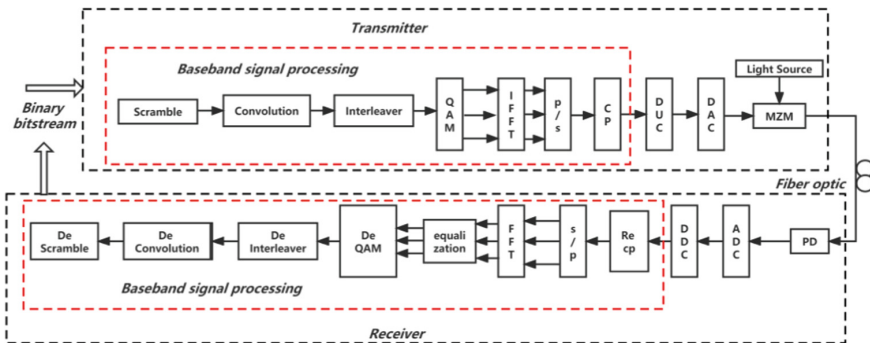 Transmitter
Baseband signal processing
Binary
bitstream
Scramble
Convolution
Interleaver
Q
A
M
I
F
F
T
p
/
s
C
P
D
U
C
D
A
C
Light Source
MZM
Fiber optic
De
Scramble
De
Convolution
De
Interleaver
De
QAM
equali
zation
F
F
T
s
/
p
Re
cp
D
D
C
A
D
C
PD
Baseband signal processing
Receiver